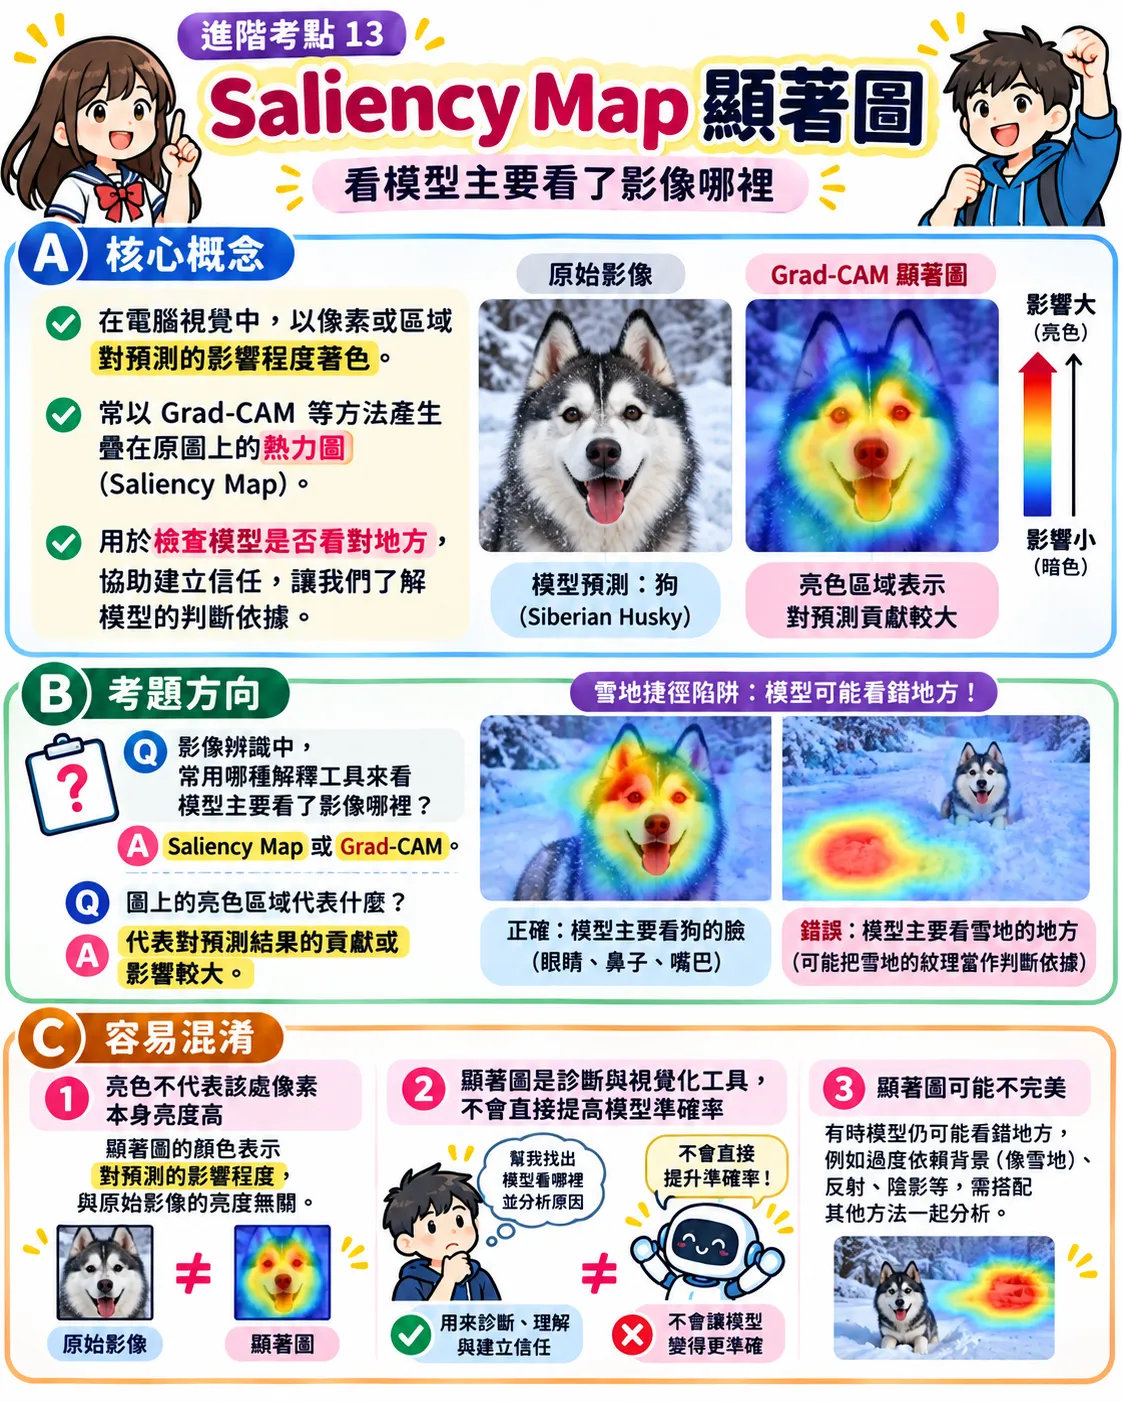 進階考點 13
Saliency Map 顯著圖
看模型主要看了影像哪裡
A 核心概念
在電腦視覺中，以像素或區域
對預測的影響程度著色。
常以 Grad-CAM 等方法產生
疊在原圖上的熱力圖
(Saliency Map)。
用於檢查模型是否看對地方，
協助建立信任，讓我們了解
模型的判斷依據。
原始影像
模型預測：狗
(Siberian Husky)
Grad-CAM 顯著圖
亮色區域表示
對預測貢獻較大
影響大
(亮色)
影響小
(暗色)
B 考題方向
?
Q 影像辨識中，
常用哪種解釋工具來看
模型主要看了影像哪裡？
A Saliency Map 或 Grad-CAM。
Q 圖上的亮色區域代表什麼？
A 代表對預測結果的貢獻或
影響較大。
雪地捷徑陷阱：模型可能看錯地方！
正確：模型主要看狗的臉
(眼睛、鼻子、嘴巴)
錯誤：模型主要看雪地的地方
(可能把雪地的紋理當作判斷依據)
C 容易混淆
1 亮色不代表該處像素
本身亮度高
顯著圖的顏色表示
對預測的影響程度，
與原始影像的亮度無關。
≠
原始影像
顯著圖
2 顯著圖是診斷與視覺化工具，
不會直接提高模型準確率
幫我找出
模型看哪裡
並分析原因
≠
不會直接
提升準確率！
用來診斷、理解
與建立信任
不會讓模型
變得更準確
3 顯著圖可能不完美
有時模型仍可能看錯地方，
例如過度依賴背景 (像雪地)、
反射、陰影等，需搭配
其他方法一起分析。